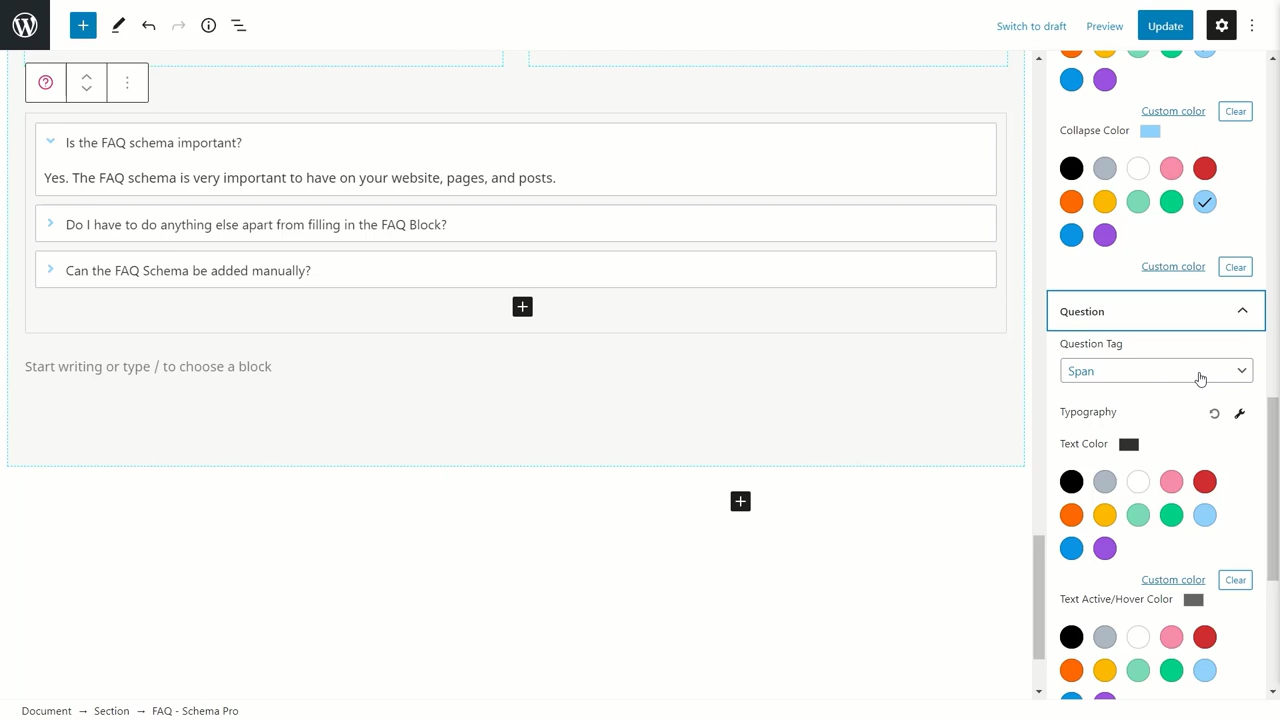 Switch to draft
Preview
Update
Is the FAQ schema important?
Yes. The FAQ schema is very important to have on your website, pages, and posts.
Do I have to do anything else apart from filling in the FAQ Block?
Can the FAQ Schema be added manually?
Start writing or type / to choose a block
Custom color
Clear
Collapse Color
Custom color
Clear
Question
Question Tag
Span
Typography
Text Color
Custom color
Clear
Text Active/Hover Color
Document → Section → FAQ - Schema Pro